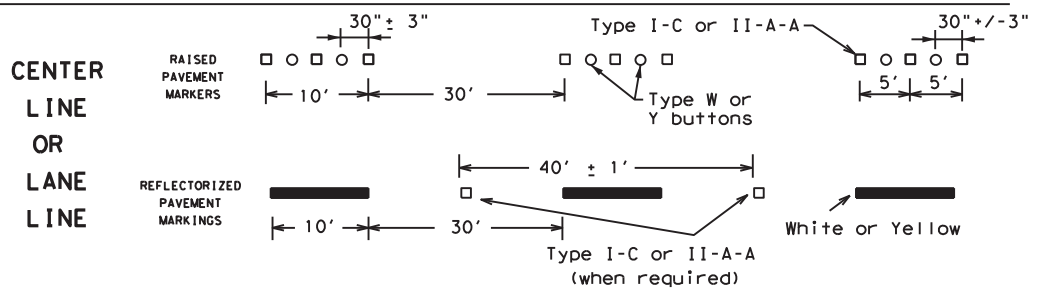 CENTER
LINE
OR
LANE
LINE
RAISED
PAVEMENT
MARKERS
30"± 3"
10'
30'
Type I-C or II-A-A
Type W or
Y buttons
30"+/-3"
5'
5'
REFLECTORIZED
PAVEMENT
MARKINGS
10'
30'
40' ± 1'
Type I-C or II-A-A
(when required)
White or Yellow